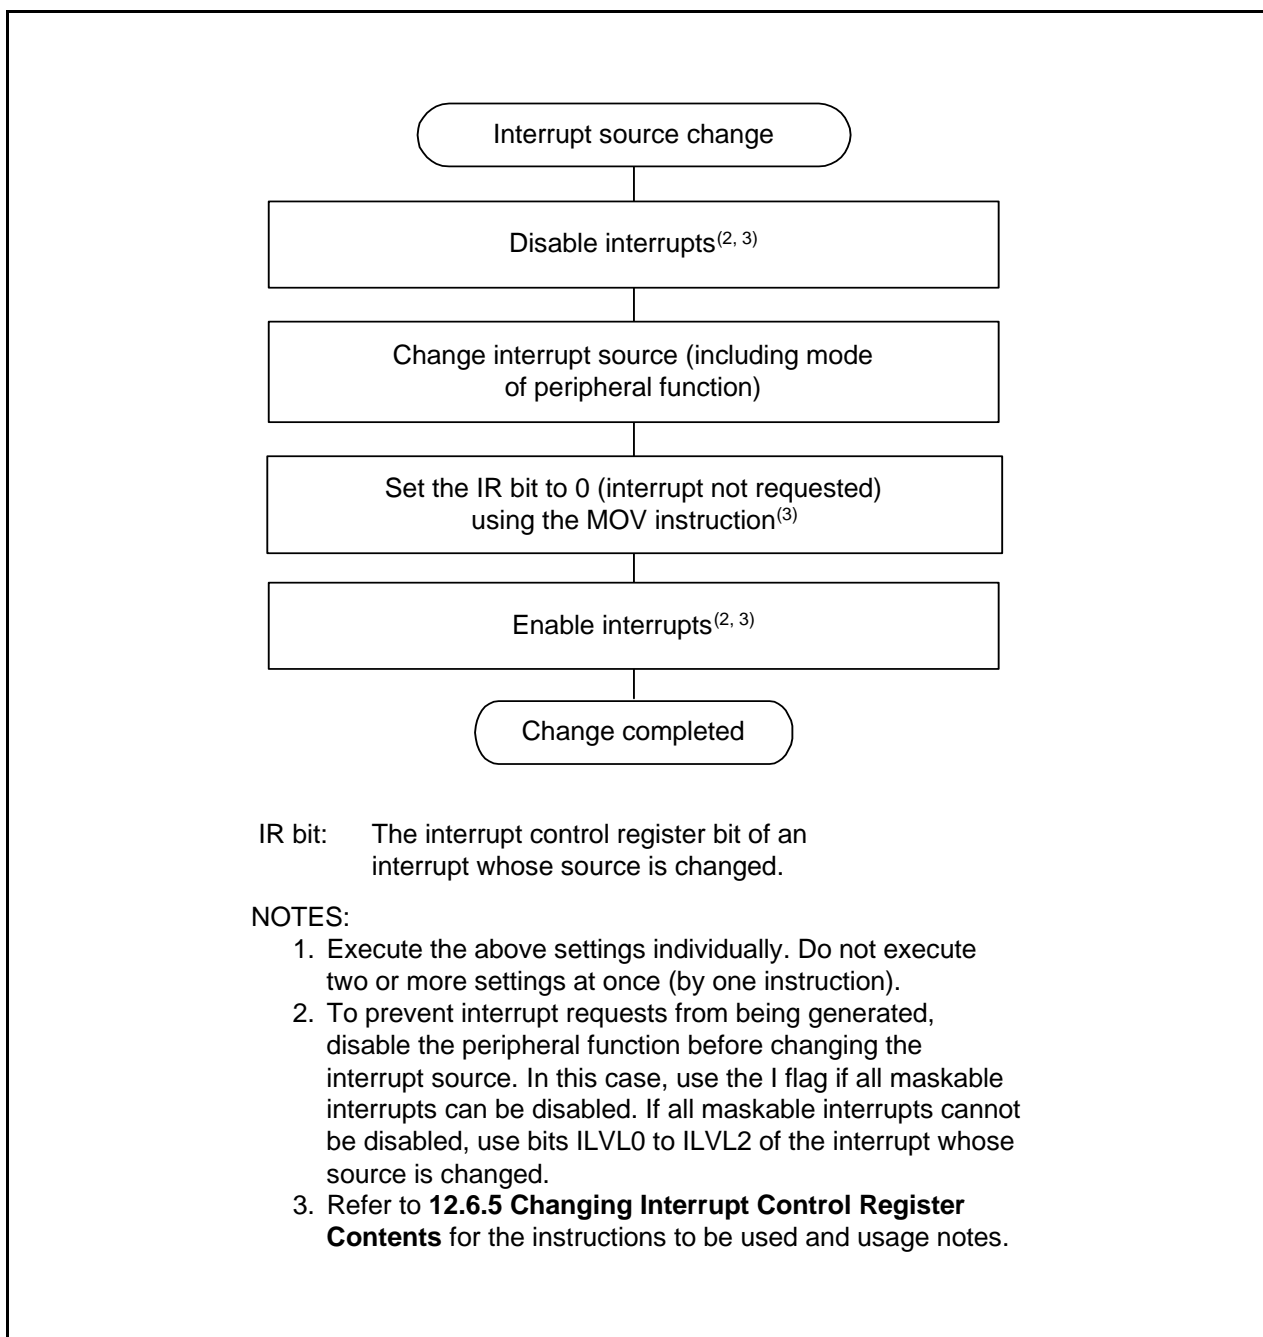 Interrupt source change
Disable interrupts(2, 3)
Change interrupt source (including mode
of peripheral function)
Set the IR bit to 0 (interrupt not requested)
using the MOV instruction(3)
Enable interrupts(2, 3)
Change completed
IR bit: The interrupt control register bit of an
interrupt whose source is changed.
NOTES:
1. Execute the above settings individually. Do not execute
two or more settings at once (by one instruction).
2. To prevent interrupt requests from being generated,
disable the peripheral function before changing the
interrupt source. In this case, use the I flag if all maskable
interrupts can be disabled. If all maskable interrupts cannot
be disabled, use bits ILVL0 to ILVL2 of the interrupt whose
source is changed.
3. Refer to 12.6.5 Changing Interrupt Control Register
Contents for the instructions to be used and usage notes.